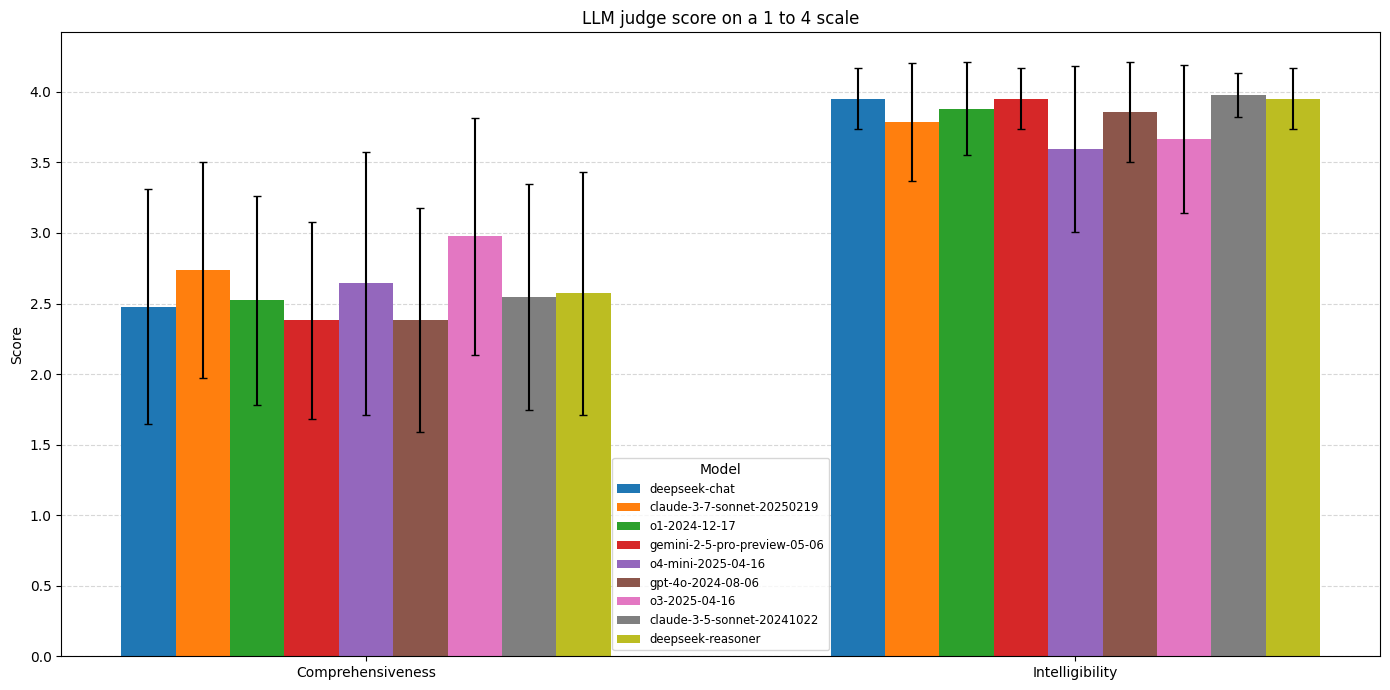 LLM judge score on a 1 to 4 scale
Score
4.0
3.5
3.0
2.5
2.0
1.5
1.0
0.5
0.0
Model
deepseek-chat
claude-3-7-sonnet-20250219
o1-2024-12-17
gemini-2-5-pro-preview-05-06
o4-mini-2025-04-16
gpt-4o-2024-08-06
o3-2025-04-16
claude-3-5-sonnet-20241022
deepseek-reasoner
Comprehensiveness
Intelligibility